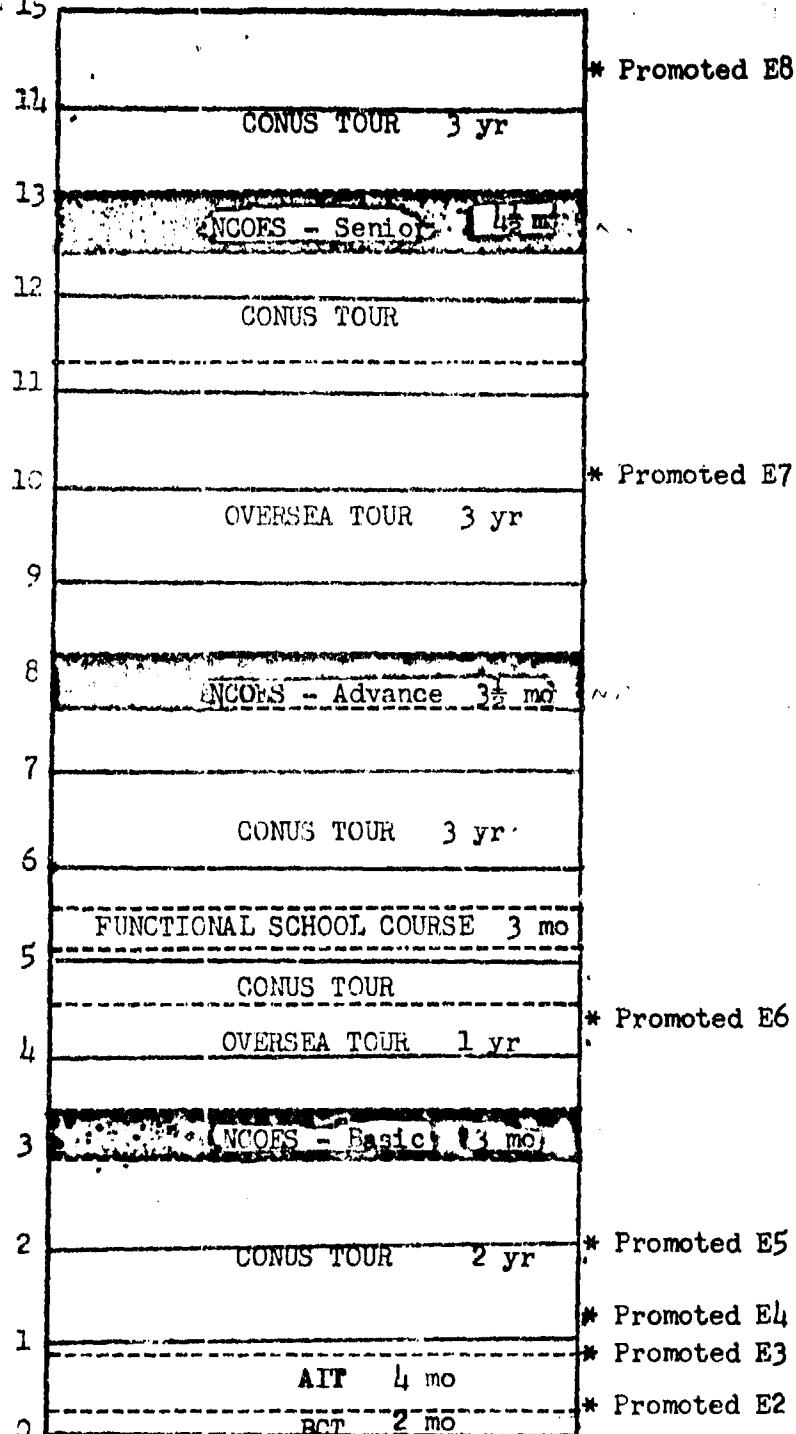 15
* Promoted E8
14
CONUS TOUR 3 yr
13
NCOES - Senior 4½ m
12
CONUS TOUR
11
10
* Promoted E7
OVERSEA TOUR 3 yr
9
8
NCOES - Advance 3½ mo
7
CONUS TOUR 3 yr
6
FUNCTIONAL SCHOOL COURSE 3 mo
5
CONUS TOUR
* Promoted E6
OVERSEA TOUR 1 yr
4
NCOES - Basic 3 mo
3
2
* Promoted E5
CONUS TOUR 2 yr
* Promoted E4
1
* Promoted E3
AIT 4 mo
* Promoted E2
BCT 2 mo
0